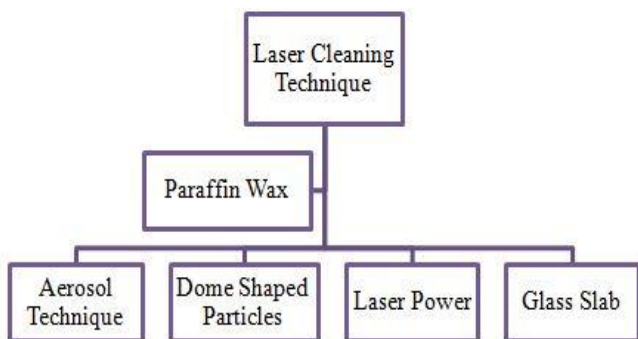 Laser Cleaning
Technique
Paraffin Wax
Aerosol
Technique
Dome Shaped
Particles
Laser Power
Glass Slab